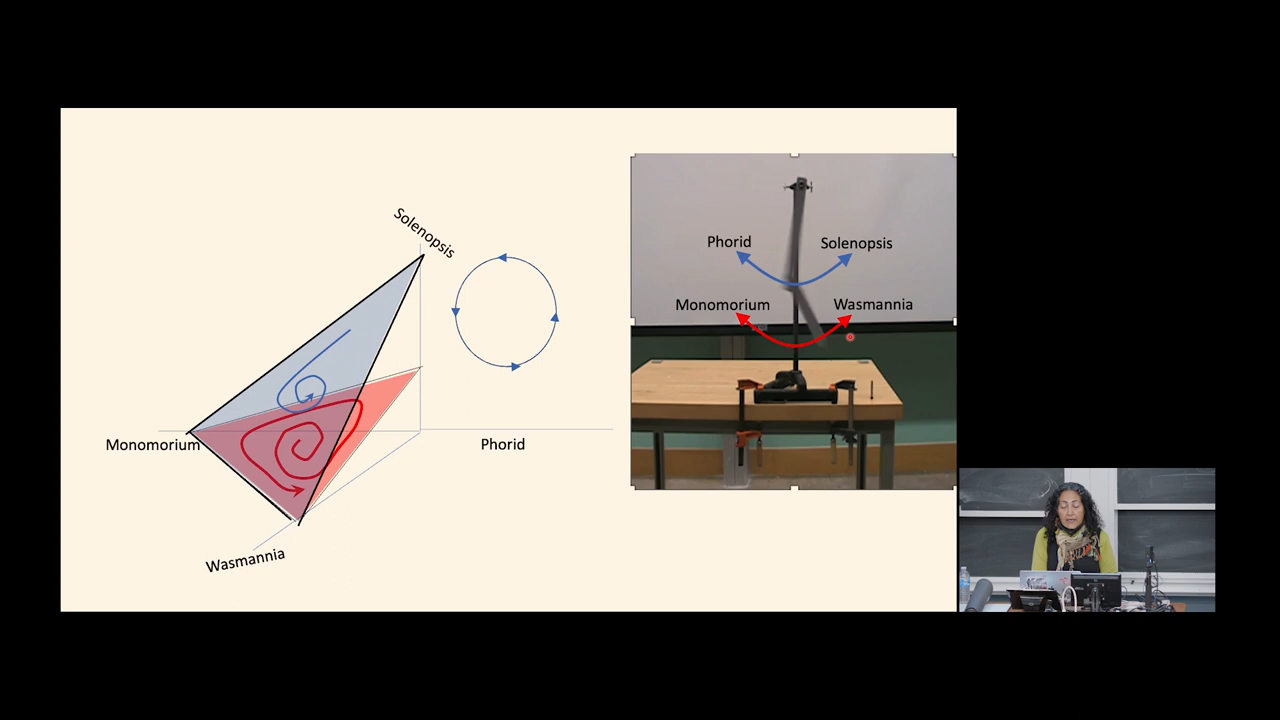 Solenopsis
Monomorium
Phorid
Wasmannia
Phorid
Solenopsis
Monomorium
Wasmannia